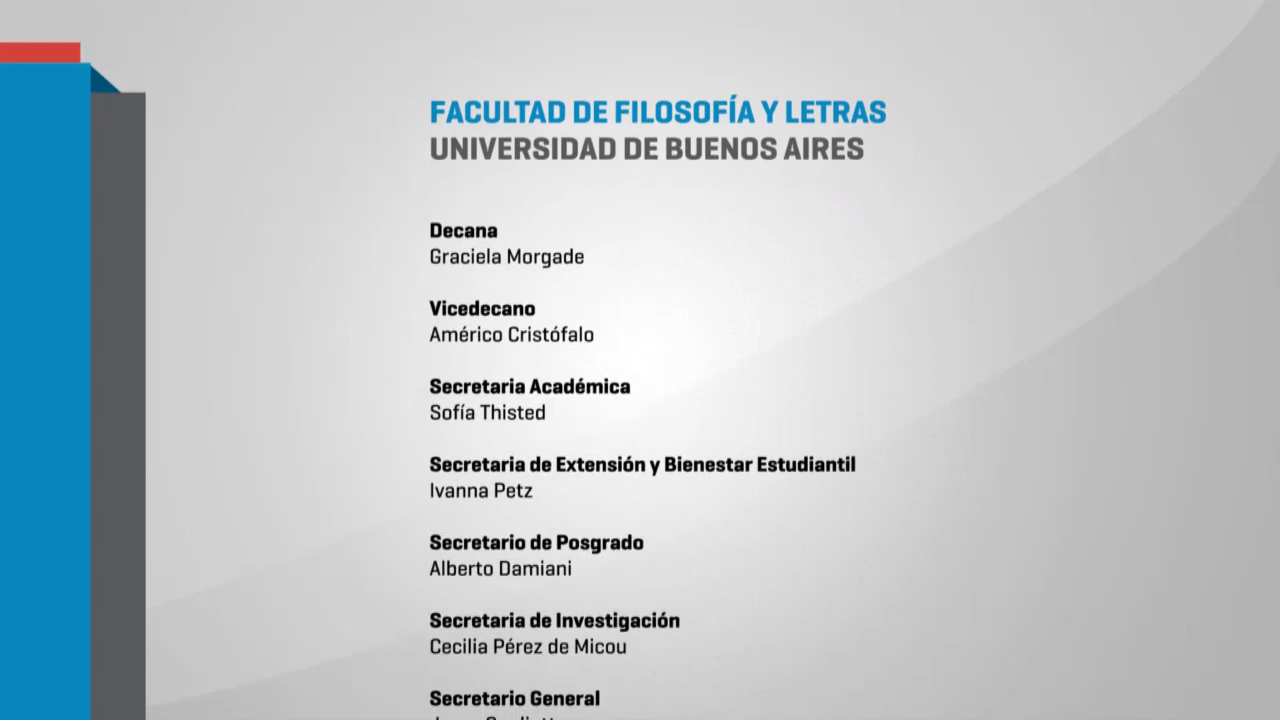 FACULTAD DE FILOSOFÍA Y LETRAS
UNIVERSIDAD DE BUENOS AIRES
Decana
Graciela Morgade
Vicedecano
Américo Cristófalo
Secretaria Académica
Sofía Thisted
Secretaria de Extensión y Bienestar Estudiantil
Ivanna Petz
Secretario de Posgrado
Alberto Damiani
Secretaria de Investigación
Cecilia Pérez de Micou
Secretario General